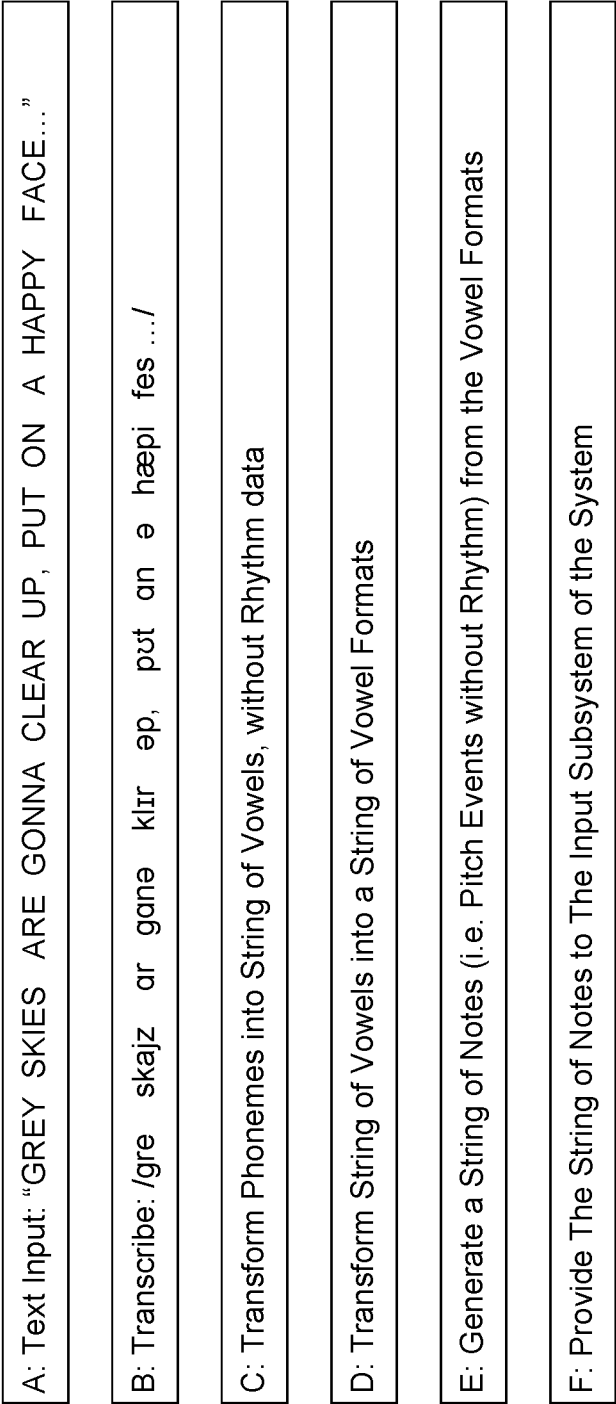 A: Text Input: “GREY SKIES ARE GONNA CLEAR UP, PUT ON A HAPPY FACE…”
B: Transcribe: /gre skajz ɑr gɑnə klɪr əp, pʊt ɑn ə hæpi fes …/
C: Transform Phonemes into String of Vowels, without Rhythm data
D: Transform String of Vowels into a String of Vowel Formats
E: Generate a String of Notes (i.e. Pitch Events without Rhythm) from the Vowel Formats
F: Provide The String of Notes to The Input Subsystem of the System